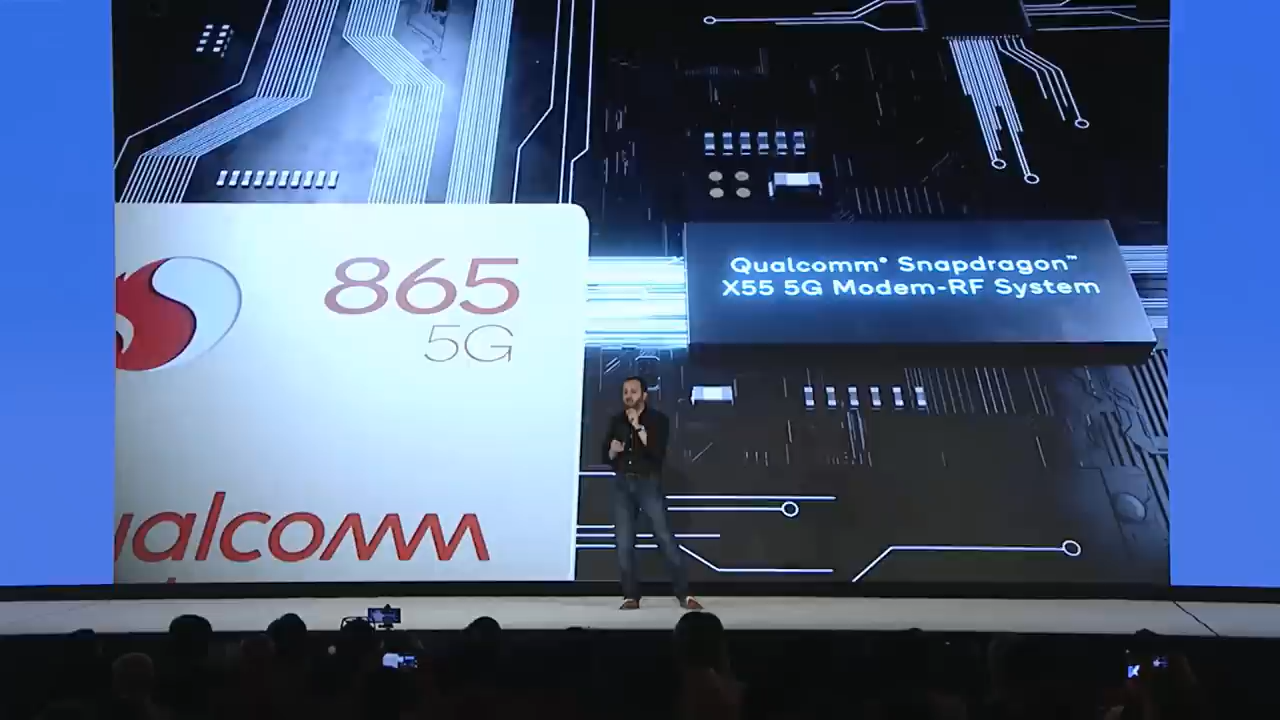 865
5G
ualcomm
Qualcomm® Snapdragon™
X55 5G Modem-RF System